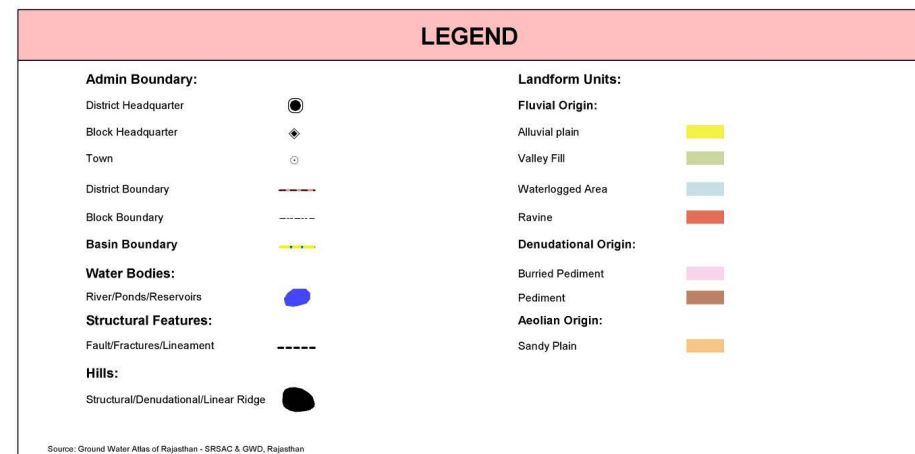 LEGEND
Admin Boundary:
District Headquarter
Block Headquarter
Town
District Boundary
Block Boundary
Basin Boundary
Water Bodies:
River/Ponds/Reservoirs
Structural Features:
Fault/Fractures/Lineament
Hills:
Structural/Denudational/Linear Ridge
Landform Units:
Fluvial Origin:
Alluvial plain
Valley Fill
Waterlogged Area
Ravine
Denudational Origin:
Burried Pediment
Pediment
Aeolian Origin:
Sandy Plain
Source: Ground Water Atlas of Rajasthan - SRSAC & GWD, Rajasthan